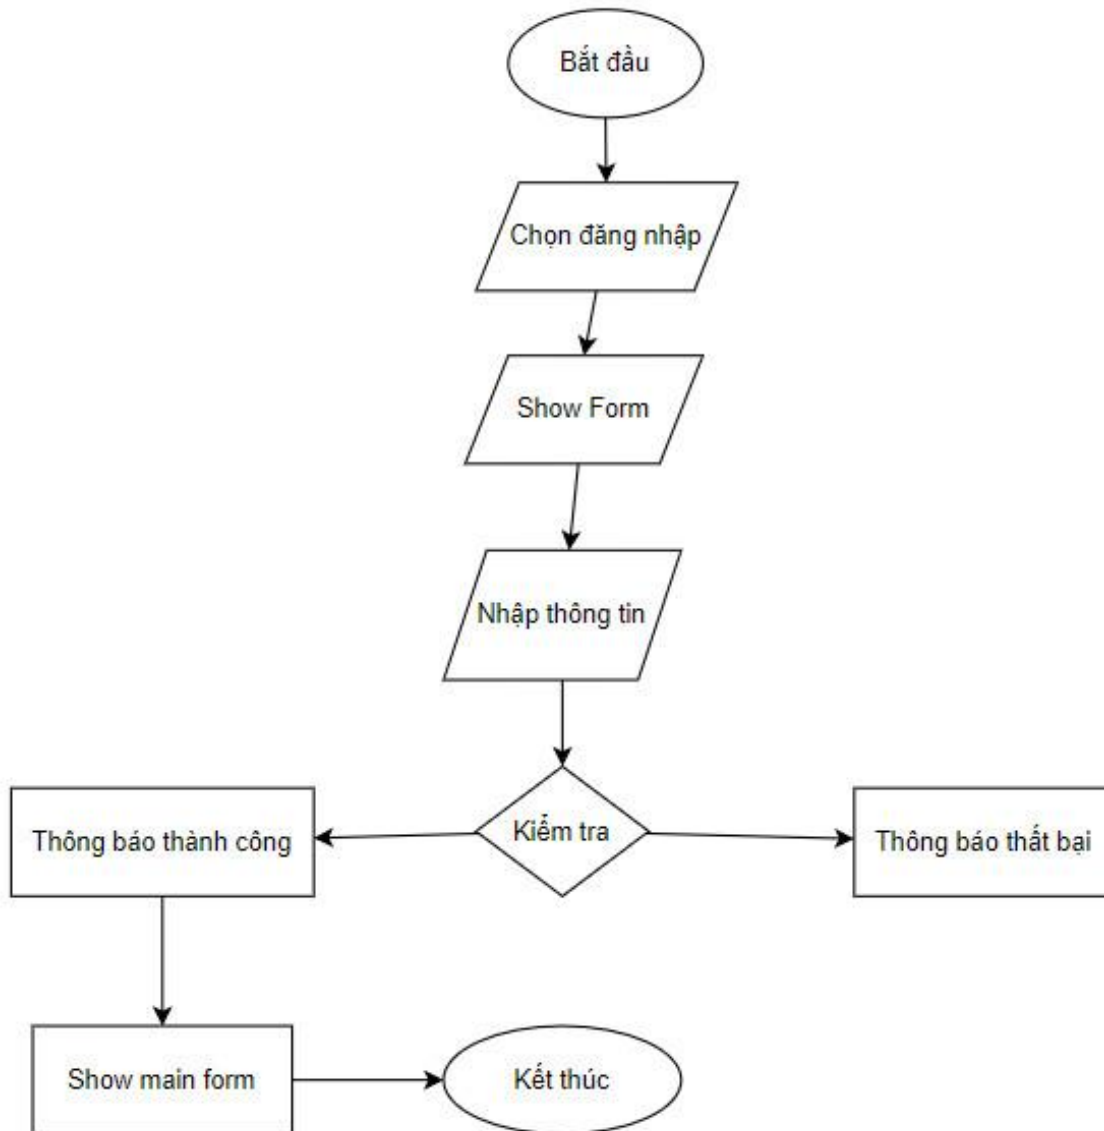 Bắt đầu
Chọn đăng nhập
Show Form
Nhập thông tin
Kiểm tra
Thông báo thành công
Thông báo thất bại
Show main form
Kết thúc